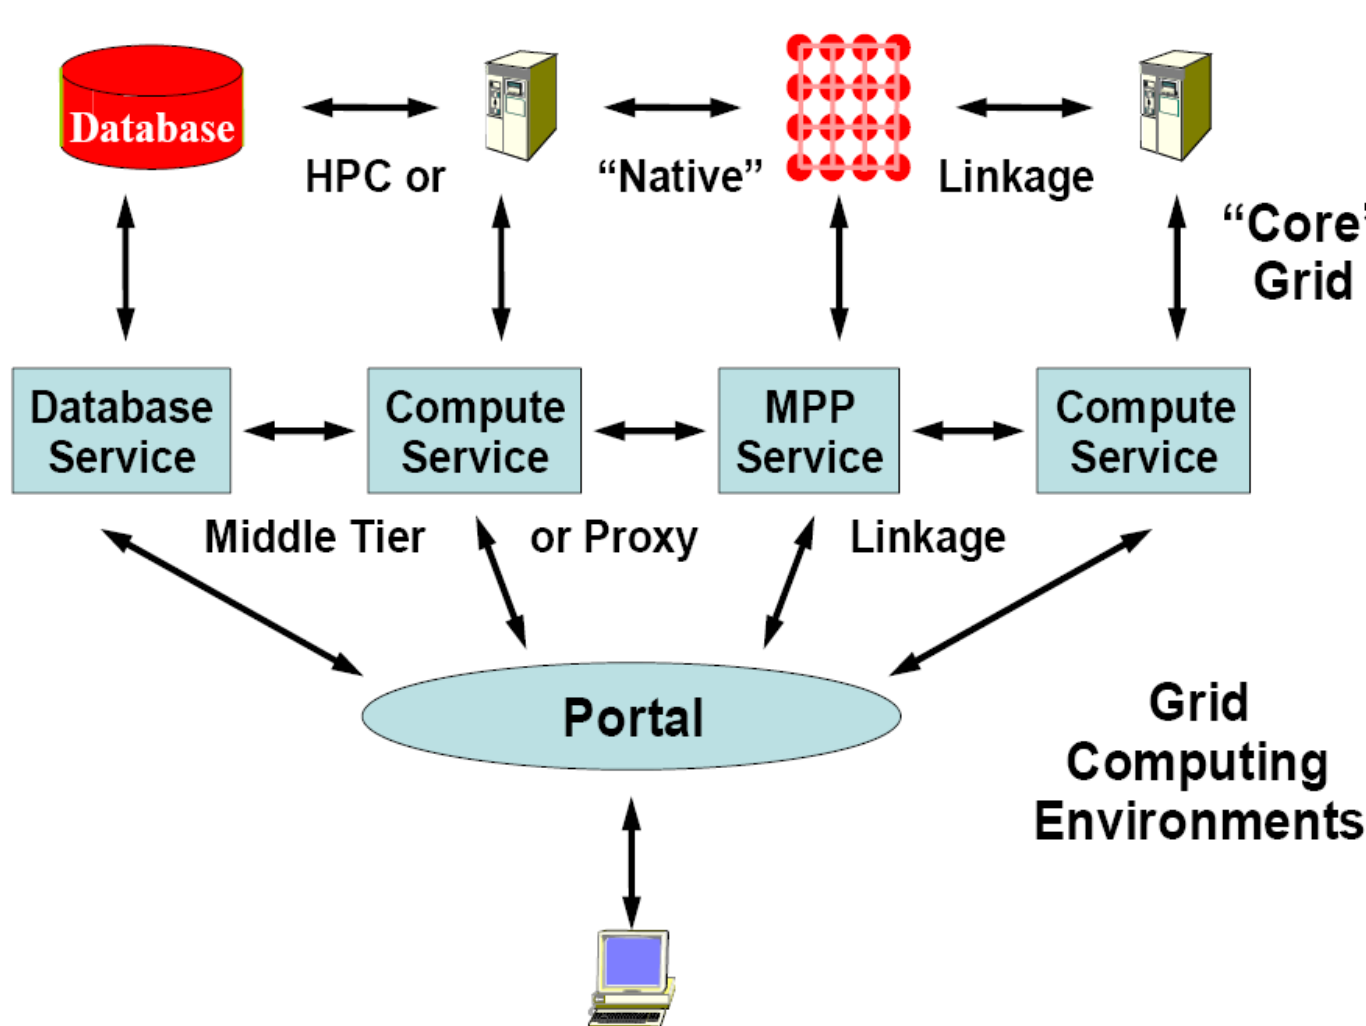 Database
HPC or
“Native”
Linkage
“Core”
Grid
Database
Service
Compute
Service
MPP
Service
Compute
Service
Middle Tier
or Proxy
Linkage
Portal
Grid
Computing
Environments